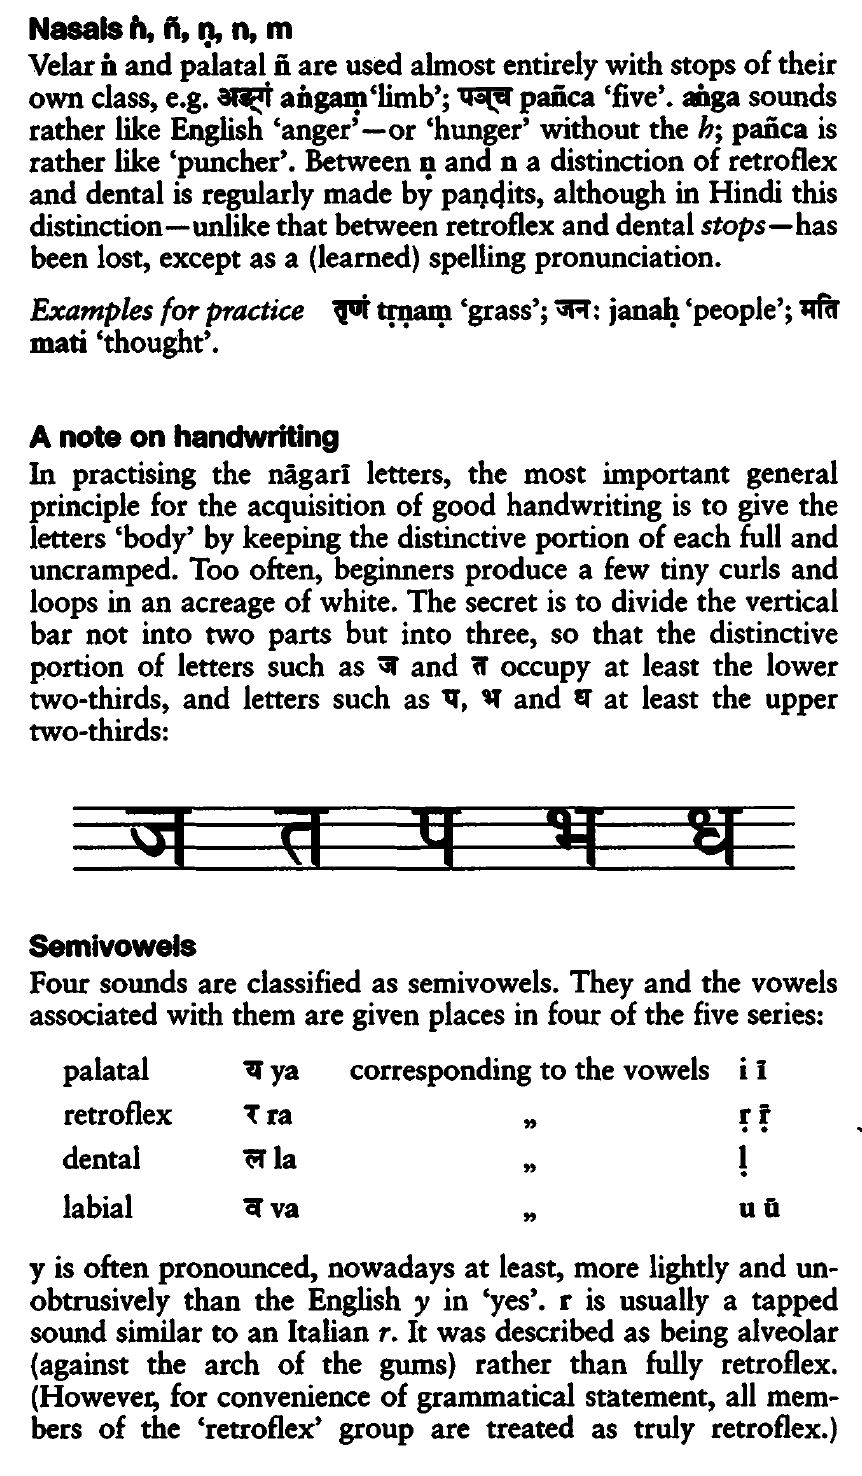 Nasals ṅ, ñ, ṇ, n, m
Velar ṅ and palatal ñ are used almost entirely with stops of their
own class, e.g. अङ्गं aṅgaṃ ‘limb’; पञ्च pañca ‘five’. aṅga sounds
rather like English ‘anger’—or ‘hunger’ without the h; pañca is
rather like ‘puncher’. Between ṇ and n a distinction of retroflex
and dental is regularly made by paṇḍits, although in Hindi this
distinction—unlike that between retroflex and dental stops—has
been lost, except as a (learned) spelling pronunciation.
Examples for practice तृणं tṛṇaṃ ‘grass’; जनः janaḥ ‘people’; मति
mati ‘thought’.
A note on handwriting
In practising the nāgarī letters, the most important general
principle for the acquisition of good handwriting is to give the
letters ‘body’ by keeping the distinctive portion of each full and
uncramped. Too often, beginners produce a few tiny curls and
loops in an acreage of white. The secret is to divide the vertical
bar not into two parts but into three, so that the distinctive
portion of letters such as ज and त occupy at least the lower
two-thirds, and letters such as प, भ and ध at least the upper
two-thirds:
ज त प भ ध
Semivowels
Four sounds are classified as semivowels. They and the vowels
associated with them are given places in four of the five series:
palatal य ya corresponding to the vowels i ī
retroflex र ra „ ṛ ṝ
dental ल la „ ḷ
labial व va „ u ū
y is often pronounced, nowadays at least, more lightly and un-
obtrusively than the English y in ‘yes’. r is usually a tapped
sound similar to an Italian r. It was described as being alveolar
(against the arch of the gums) rather than fully retroflex.
(However, for convenience of grammatical statement, all mem-
bers of the ‘retroflex’ group are treated as truly retroflex.)